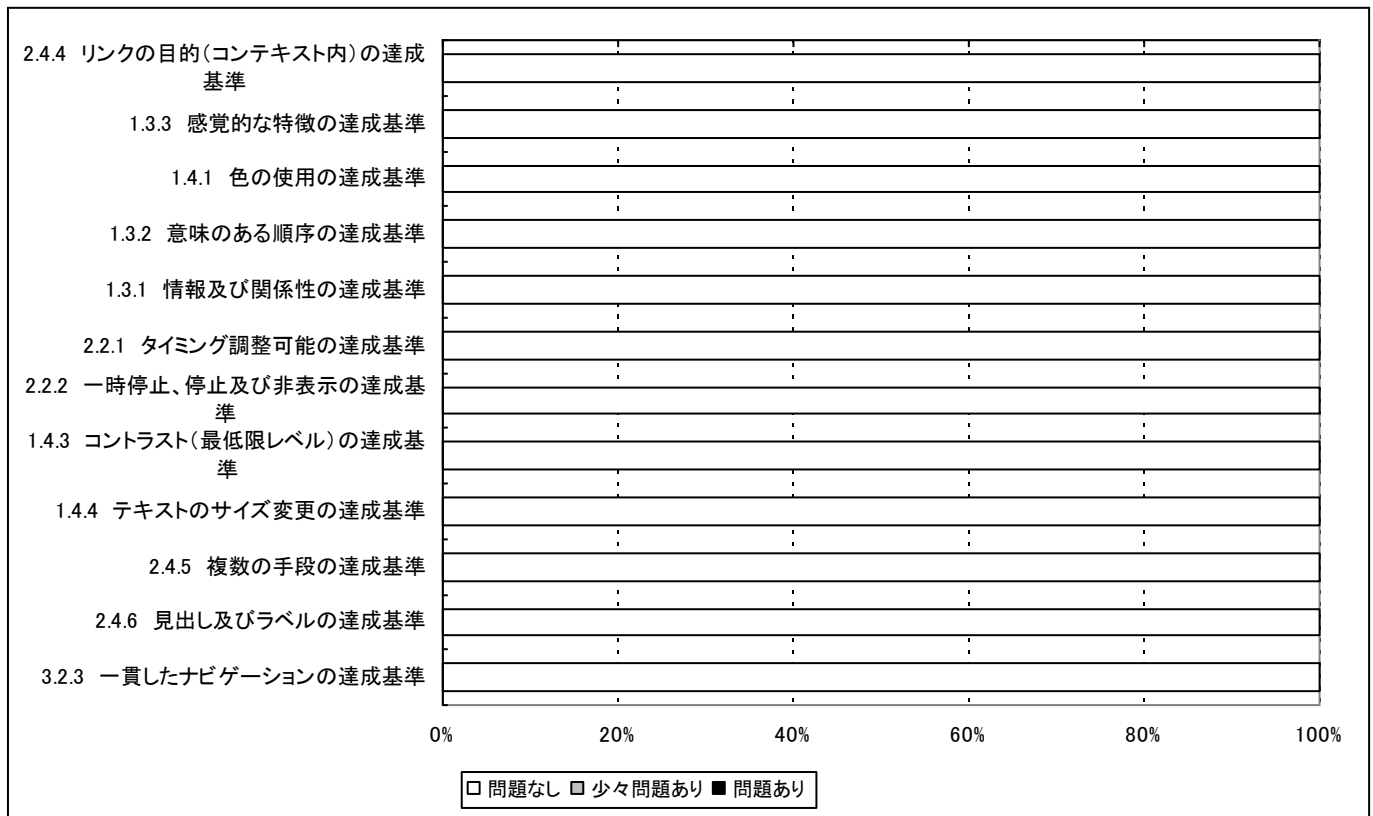 2.4.4 リンクの目的(コンテキスト内)の達成
基準
1.3.3 感覚的な特徴の達成基準
1.4.1 色の使用の達成基準
1.3.2 意味のある順序の達成基準
1.3.1 情報及び関係性の達成基準
2.2.1 タイミング調整可能の達成基準
2.2.2 一時停止、停止及び非表示の達成基
準
1.4.3 コントラスト(最低限レベル)の達成基
準
1.4.4 テキストのサイズ変更の達成基準
2.4.5 複数の手段の達成基準
2.4.6 見出し及びラベルの達成基準
3.2.3 一貫したナビゲーションの達成基準
0% 20% 40% 60% 80% 100%
問題なし 少々問題あり 問題あり